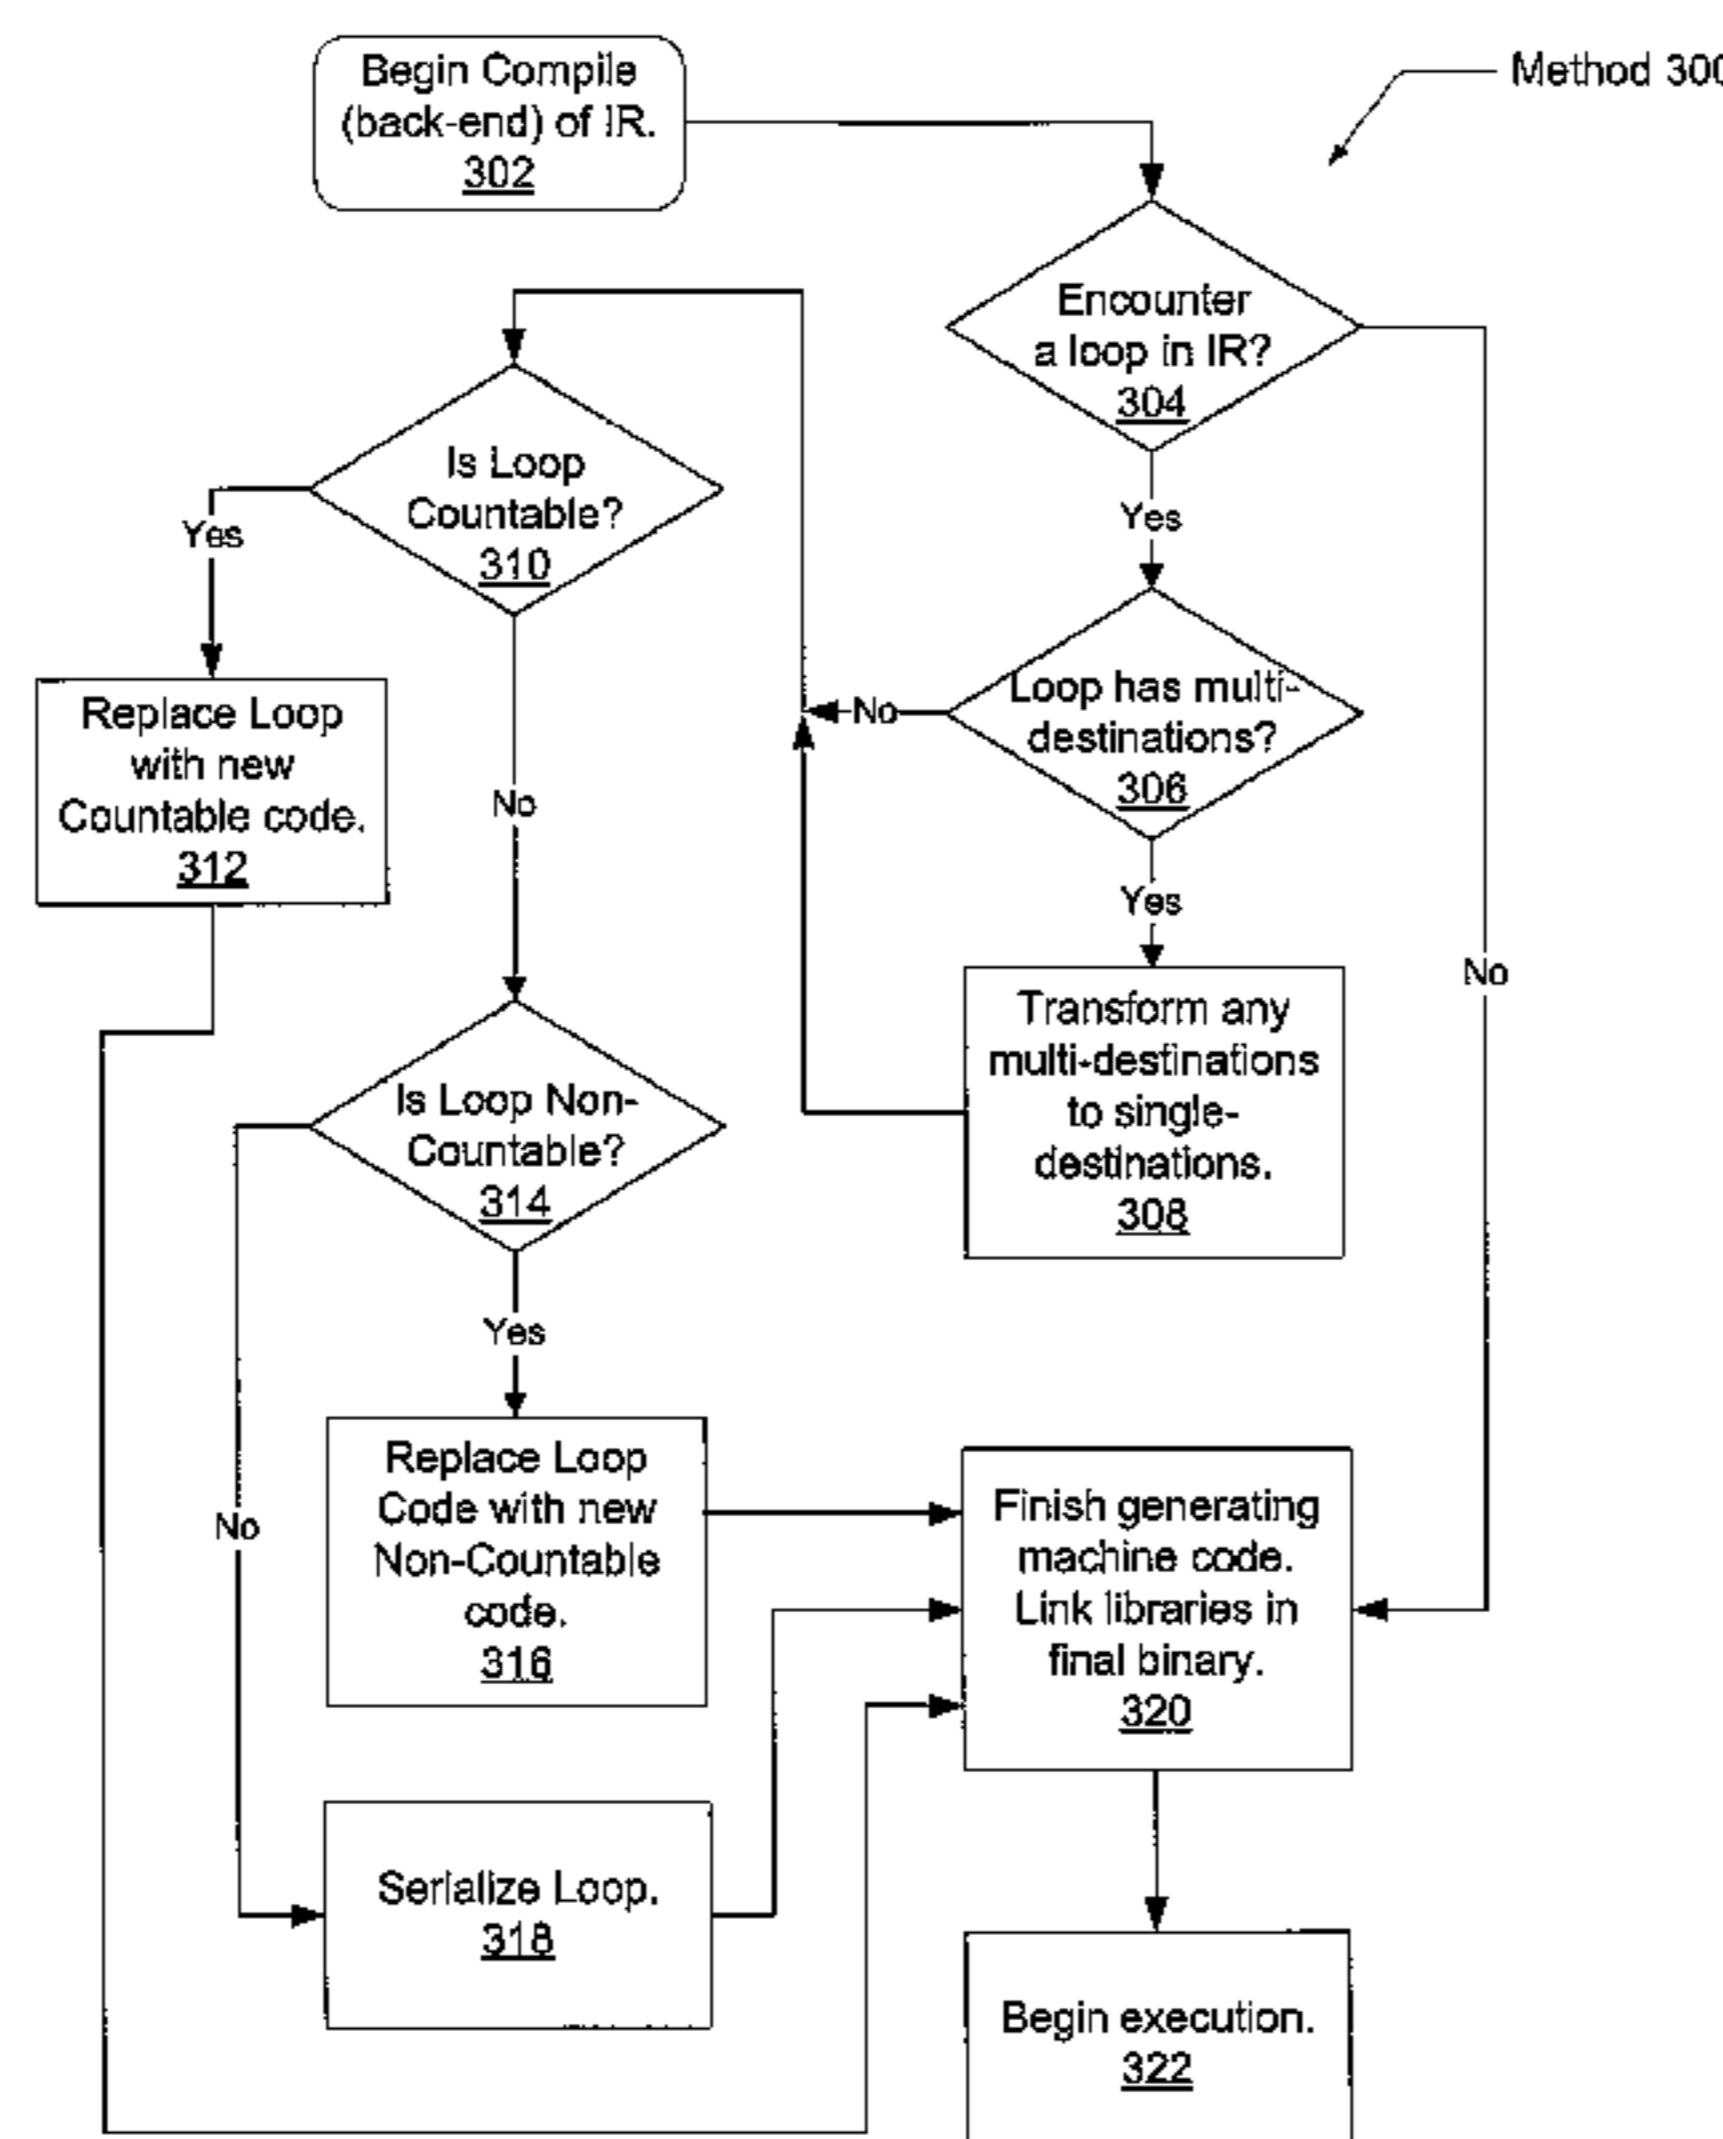 Begin Compile
(back-end) of IR.
302
Method 300
Encounter
a loop in IR?
304
Yes
No
Loop has multi-
destinations?
306
No
Yes
Transform any
multi-destinations
to single-
destinations.
308
Is Loop
Countable?
310
Yes
No
Replace Loop
with new
Countable code.
312
Is Loop Non-
Countable?
314
Yes
No
Replace Loop
Code with new
Non-Countable
code.
316
Serialize Loop.
318
Finish generating
machine code.
Link libraries in
final binary.
320
Begin execution.
322